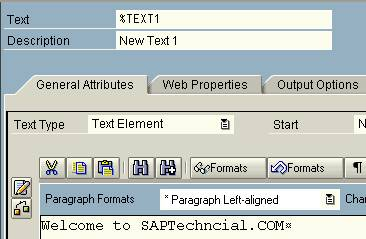 Text %TEXT1
Description New Text 1
General Attributes Web Properties Output Options
Text Type Text Element Start N
Formats Formats ¶
Paragraph Formats * Paragraph Left-aligned Cha
Welcome to SAPTechncial.COM¤